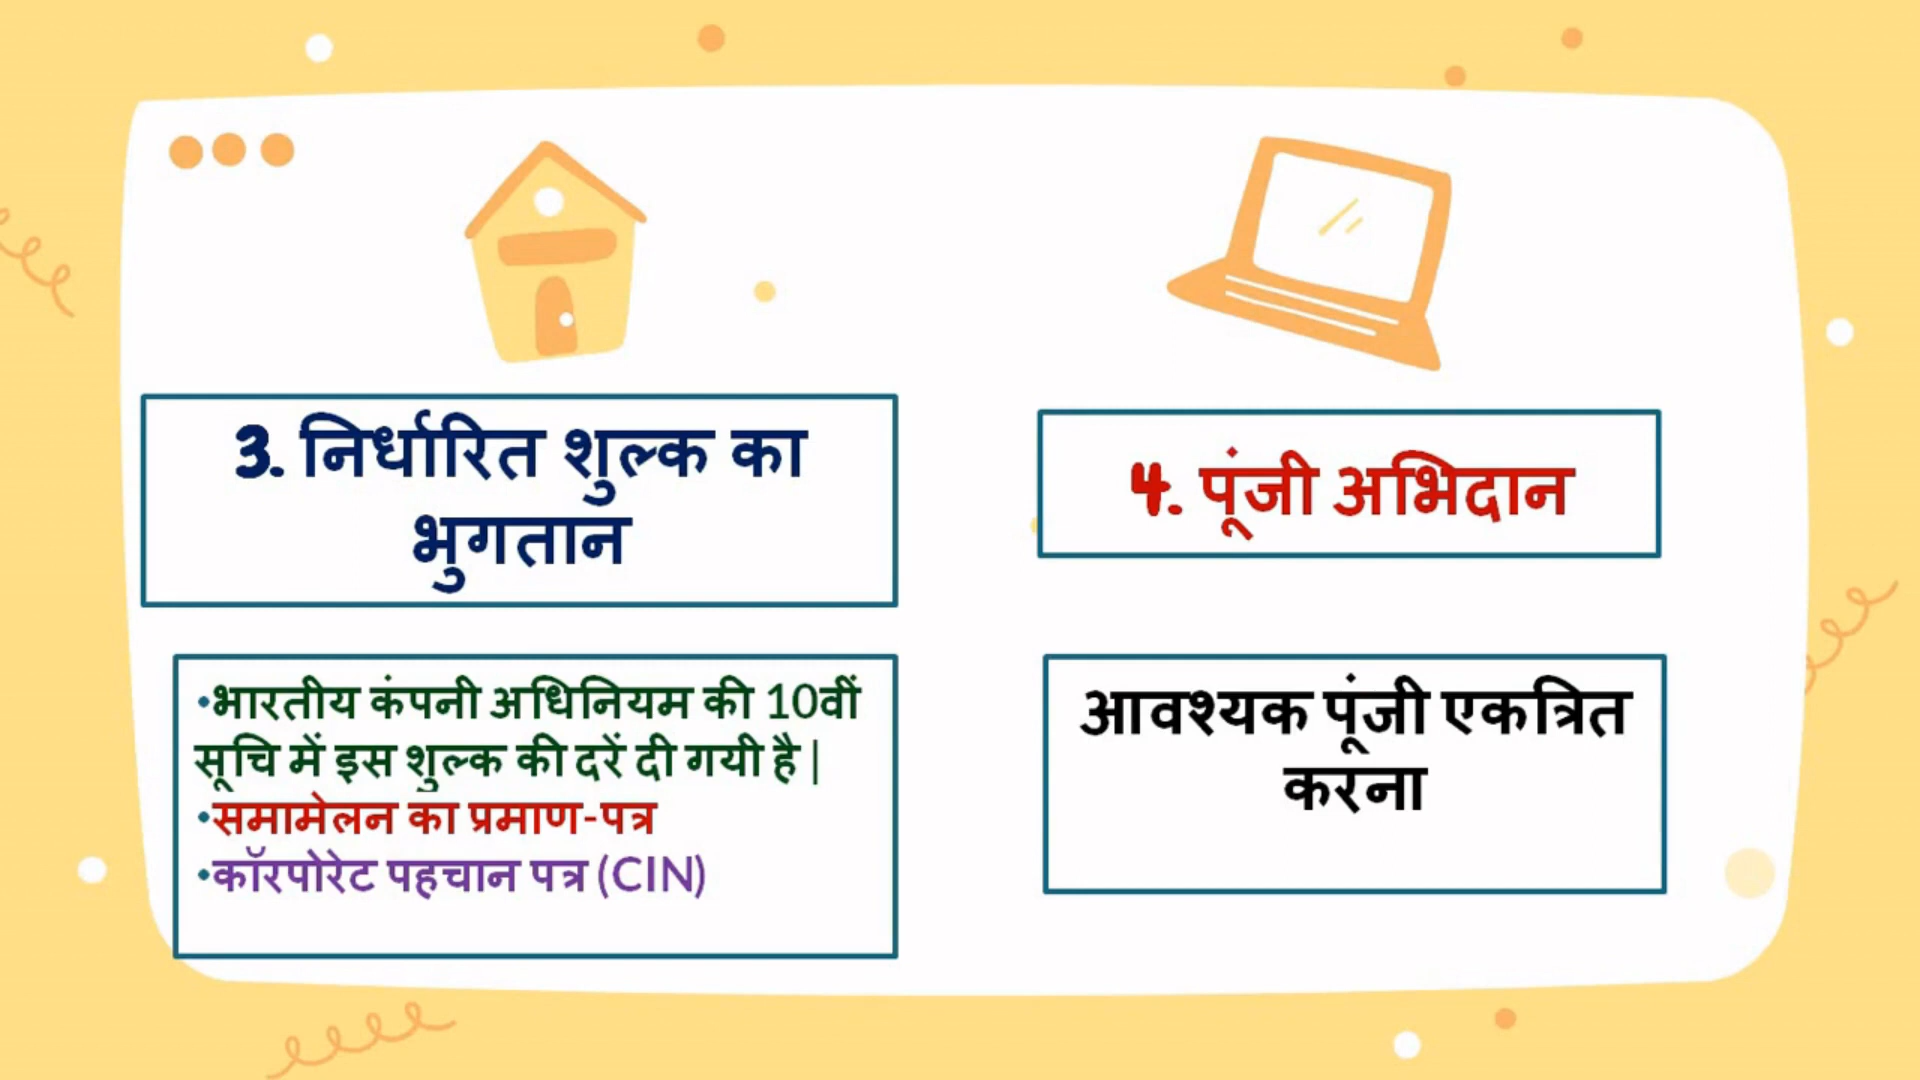 3. निर्धारित शुल्क का
भुगतान
•भारतीय कंपनी अधिनियम की 10वीं
सूचि में इस शुल्क की दरें दी गयी है |
•समामेलन का प्रमाण-पत्र
•कॉरपोरेट पहचान पत्र (CIN)
4. पूंजी अभिदान
आवश्यक पूंजी एकत्रित
करना